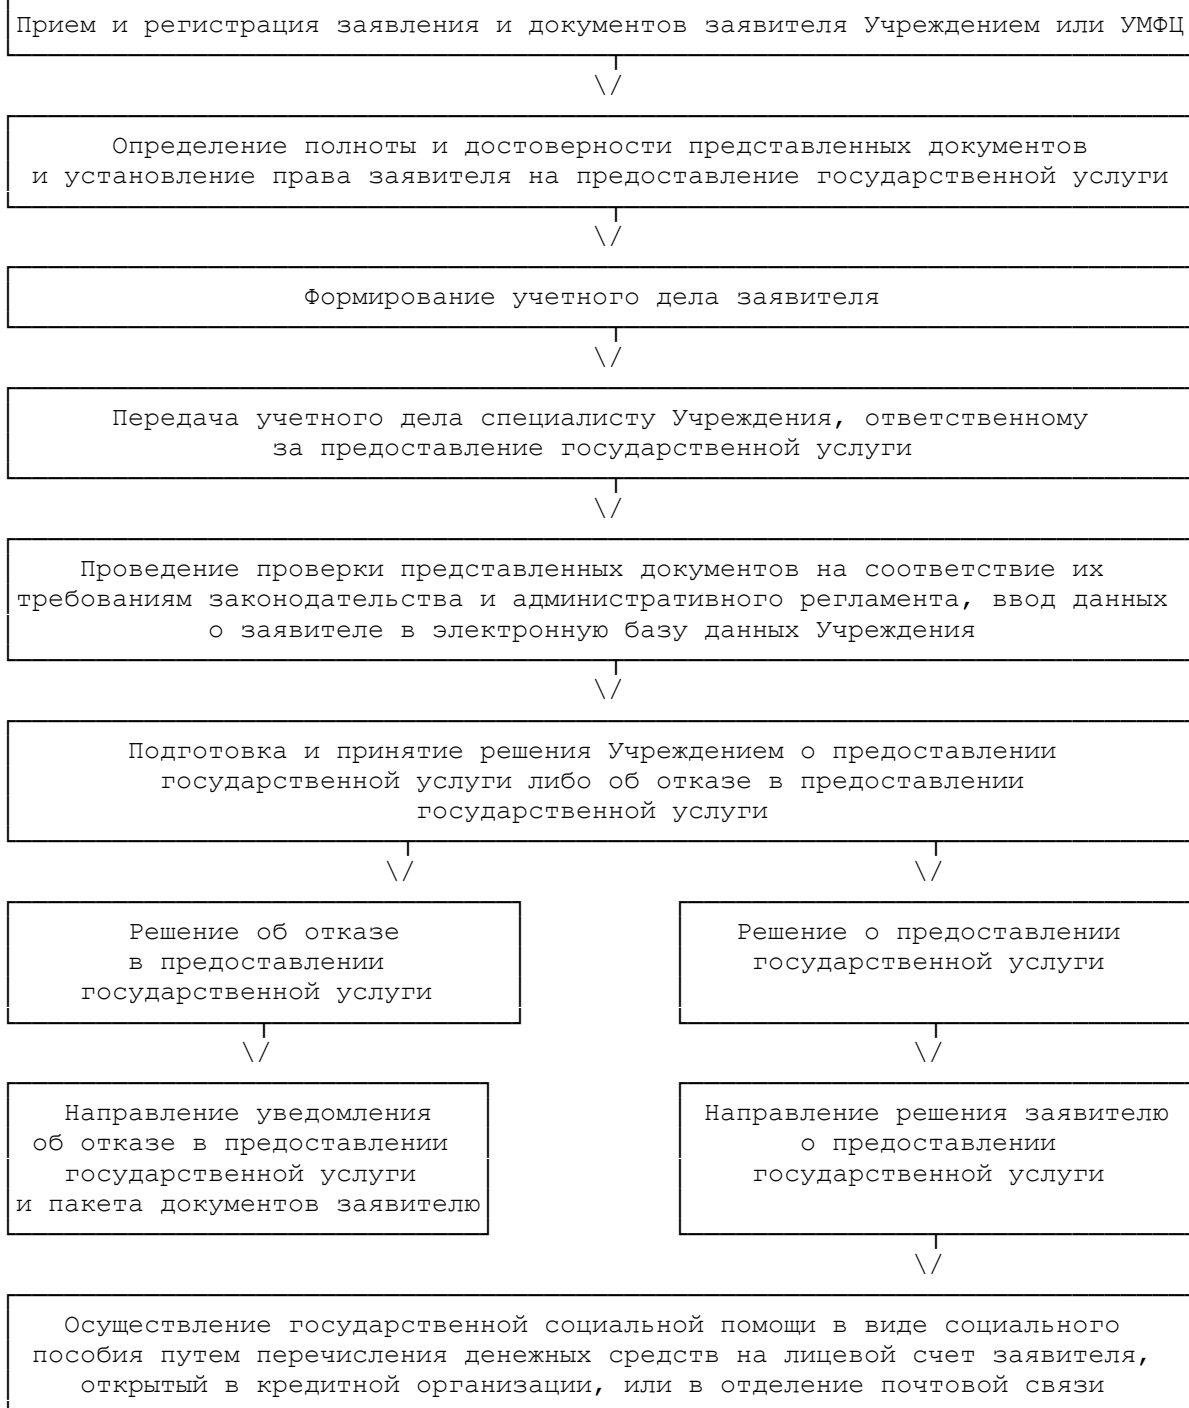 Прием и регистрация заявления и документов заявителя Учреждением или УМФЦ
\/
Определение полноты и достоверности представленных документов
и установление права заявителя на предоставление государственной услуги
\/
Формирование учетного дела заявителя
\/
Передача учетного дела специалисту Учреждения, ответственному
за предоставление государственной услуги
\/
Проведение проверки представленных документов на соответствие их
требованиям законодательства и административного регламента, ввод данных
о заявителе в электронную базу данных Учреждения
\/
Подготовка и принятие решения Учреждением о предоставлении
государственной услуги либо об отказе в предоставлении
государственной услуги
\/
\/
Решение об отказе
в предоставлении
государственной услуги
Решение о предоставлении
государственной услуги
\/
\/
Направление уведомления
об отказе в предоставлении
государственной услуги
и пакета документов заявителю
Направление решения заявителю
о предоставлении
государственной услуги
\/
Осуществление государственной социальной помощи в виде социального
пособия путем перечисления денежных средств на лицевой счет заявителя,
открытый в кредитной организации, или в отделение почтовой связи